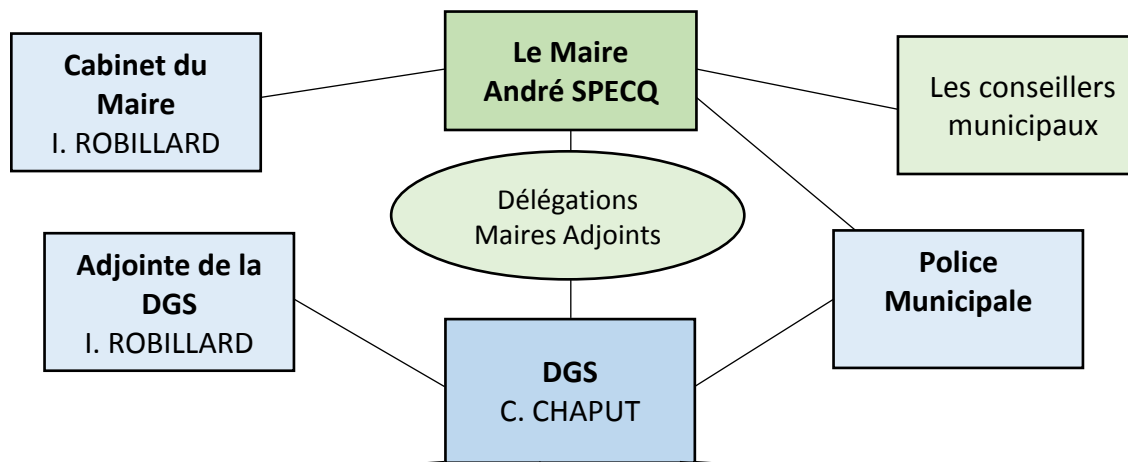 Cabinet du
Maire
I. ROBILLARD
Le Maire
André SPECQ
Les conseillers
municipaux
Délégations
Maires Adjoints
Adjointe de la
DGS
I. ROBILLARD
Police
Municipale
DGS
C. CHAPUT